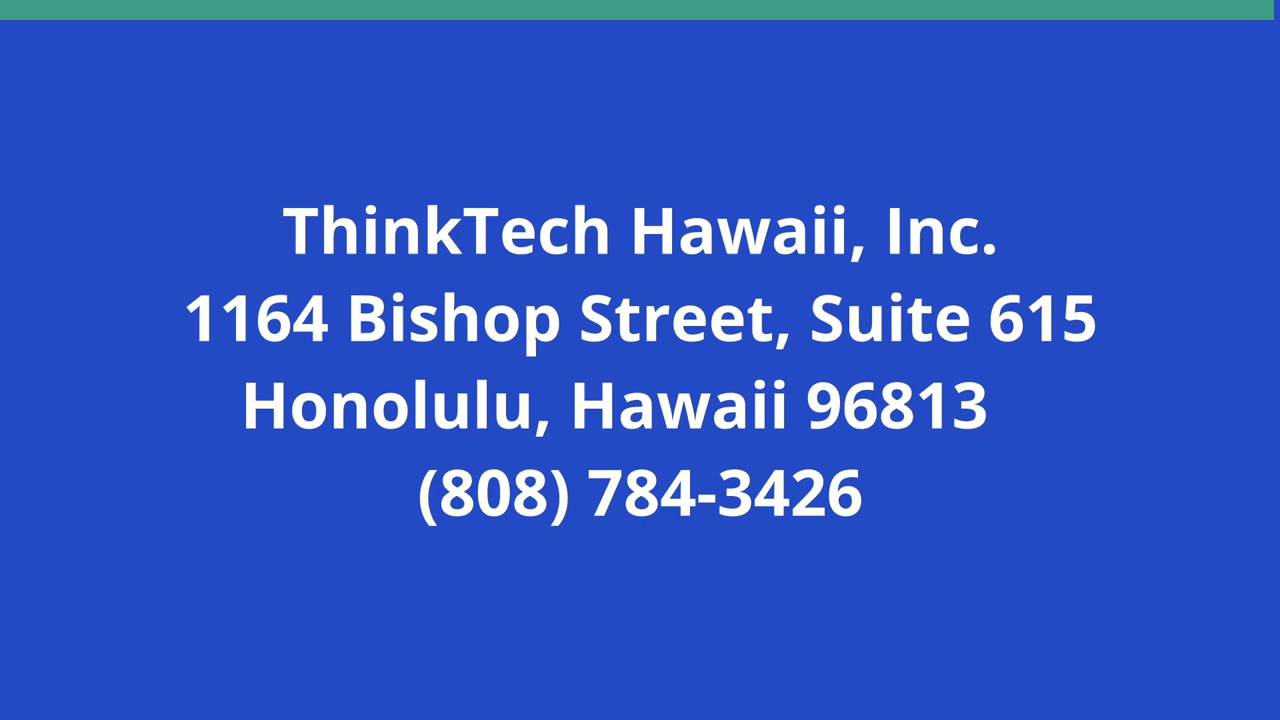 ThinkTech Hawaii, Inc.
1164 Bishop Street, Suite 615
Honolulu, Hawaii 96813
(808) 784-3426